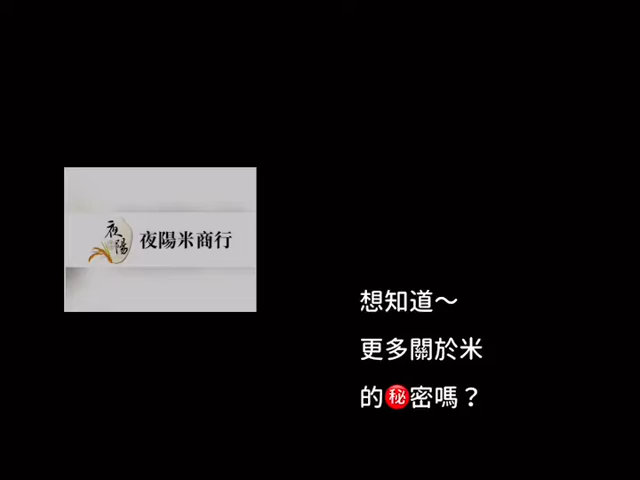 夜陽
夜陽米商行
想知道～
更多關於米
的㊙密嗎？